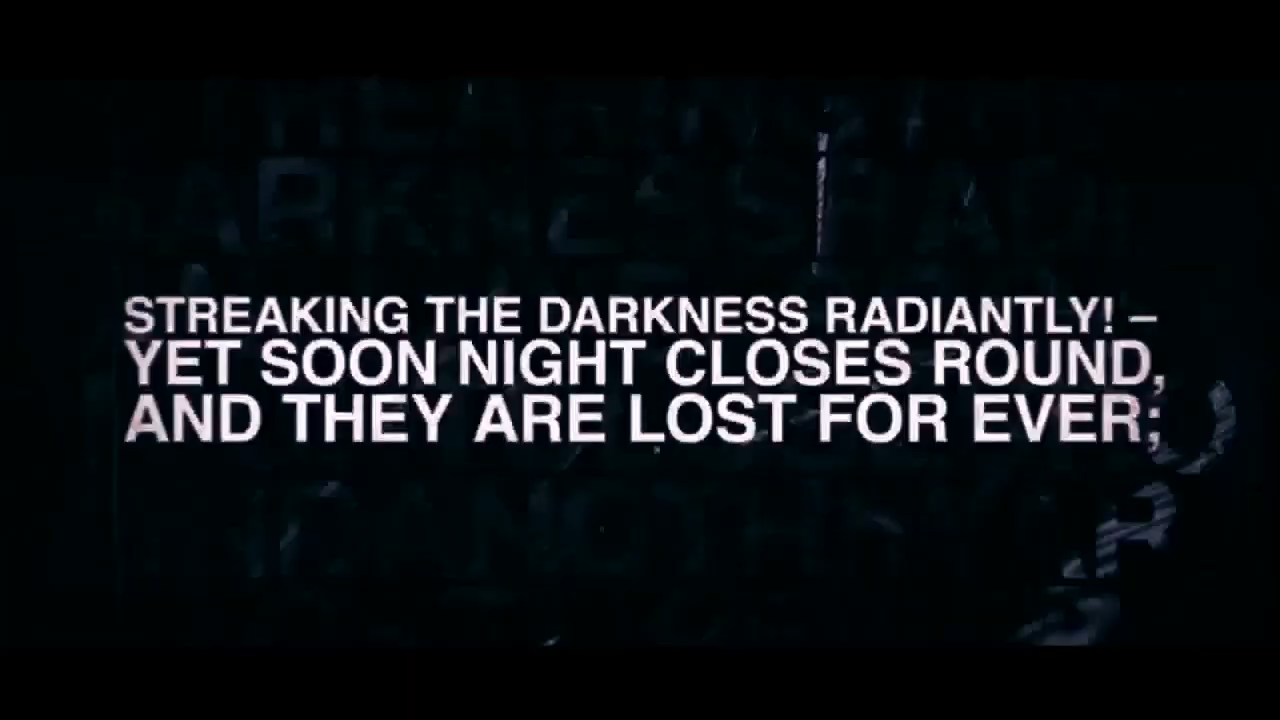 STREAKING THE DARKNESS RADIANTLY! –
YET SOON NIGHT CLOSES ROUND,
AND THEY ARE LOST FOR EVER;